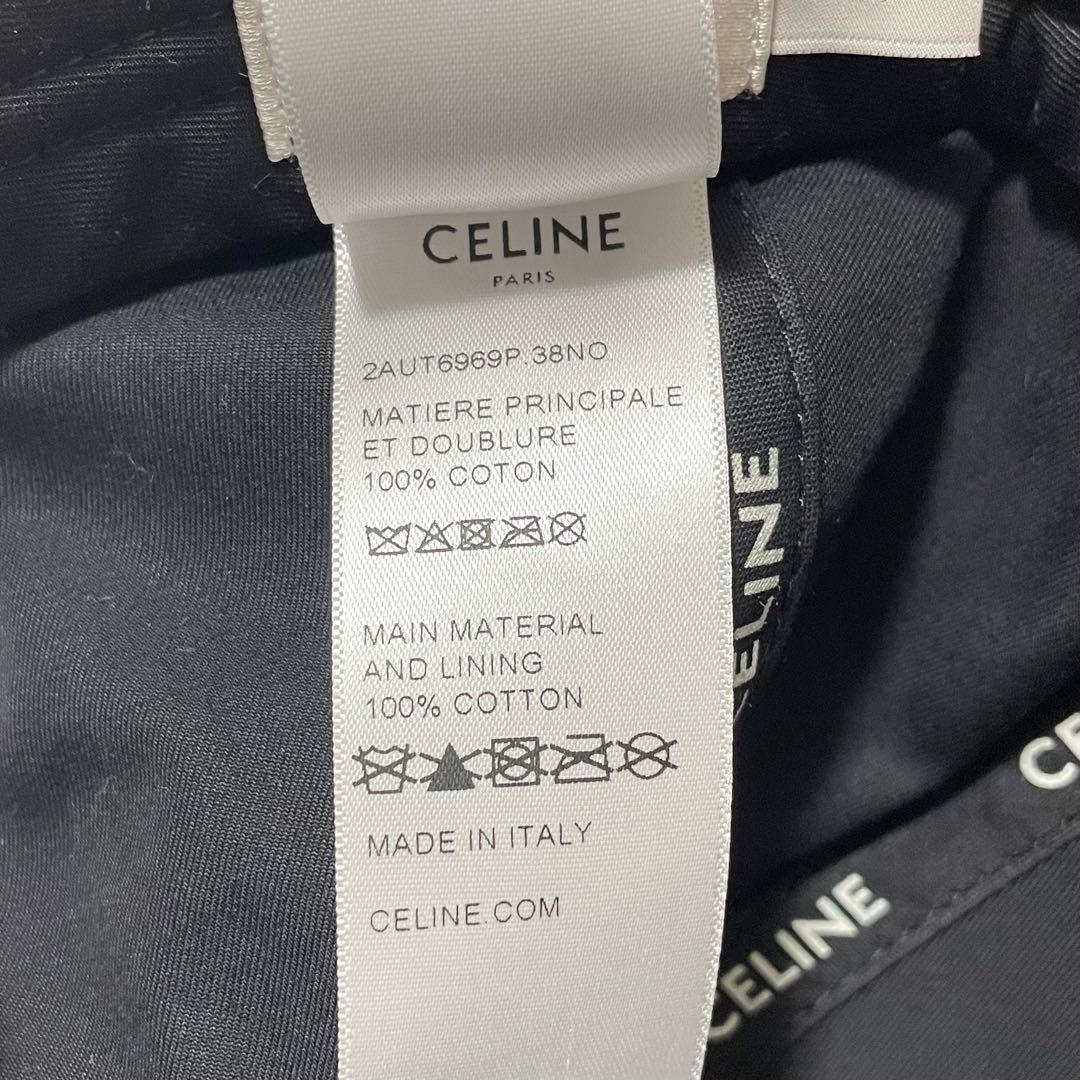 CELINE
PARIS
2AUT6969P.38NO
MATIERE PRINCIPALE
ET DOUBLURE
100% COTON
MAIN MATERIAL
AND LINING
100% COTTON
MADE IN ITALY
CELINE.COM
CELINE
CELINE
CE